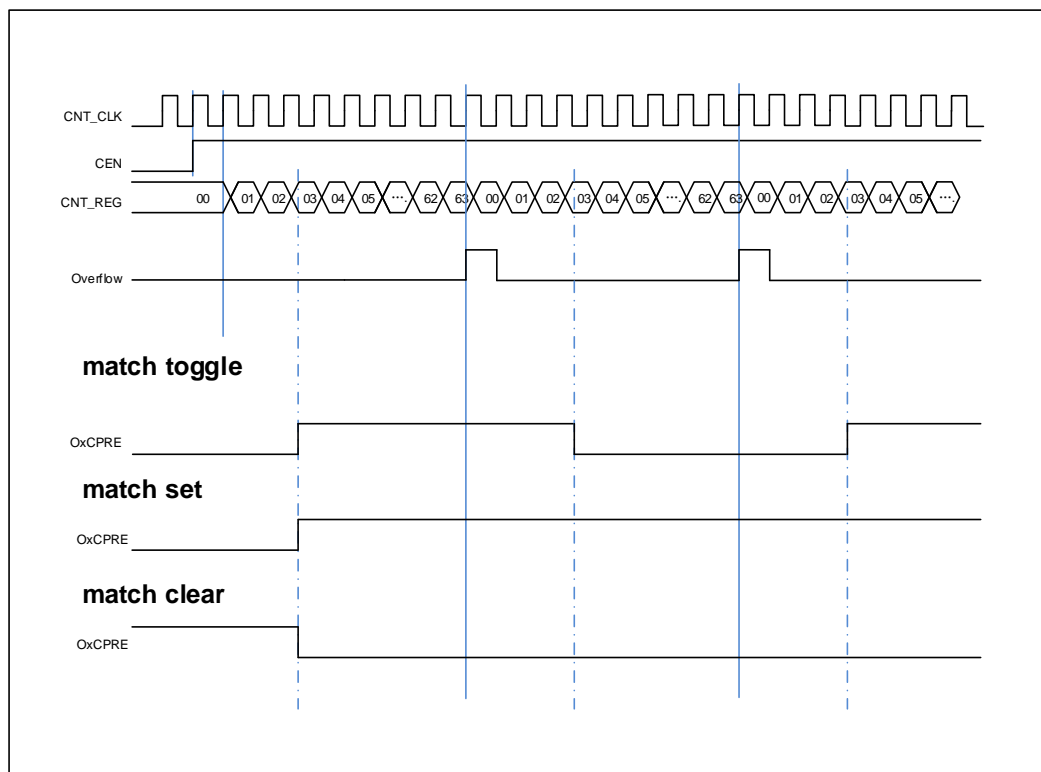 CNT_CLK
CEN
CNT_REG 00 01 02 03 04 05 .... 62 63 00 01 02 03 04 05 .... 62 63 00 01 02 03 04 05 ....
Overflow
match toggle
OxCPRE
match set
OxCPRE
match clear
OxCPRE